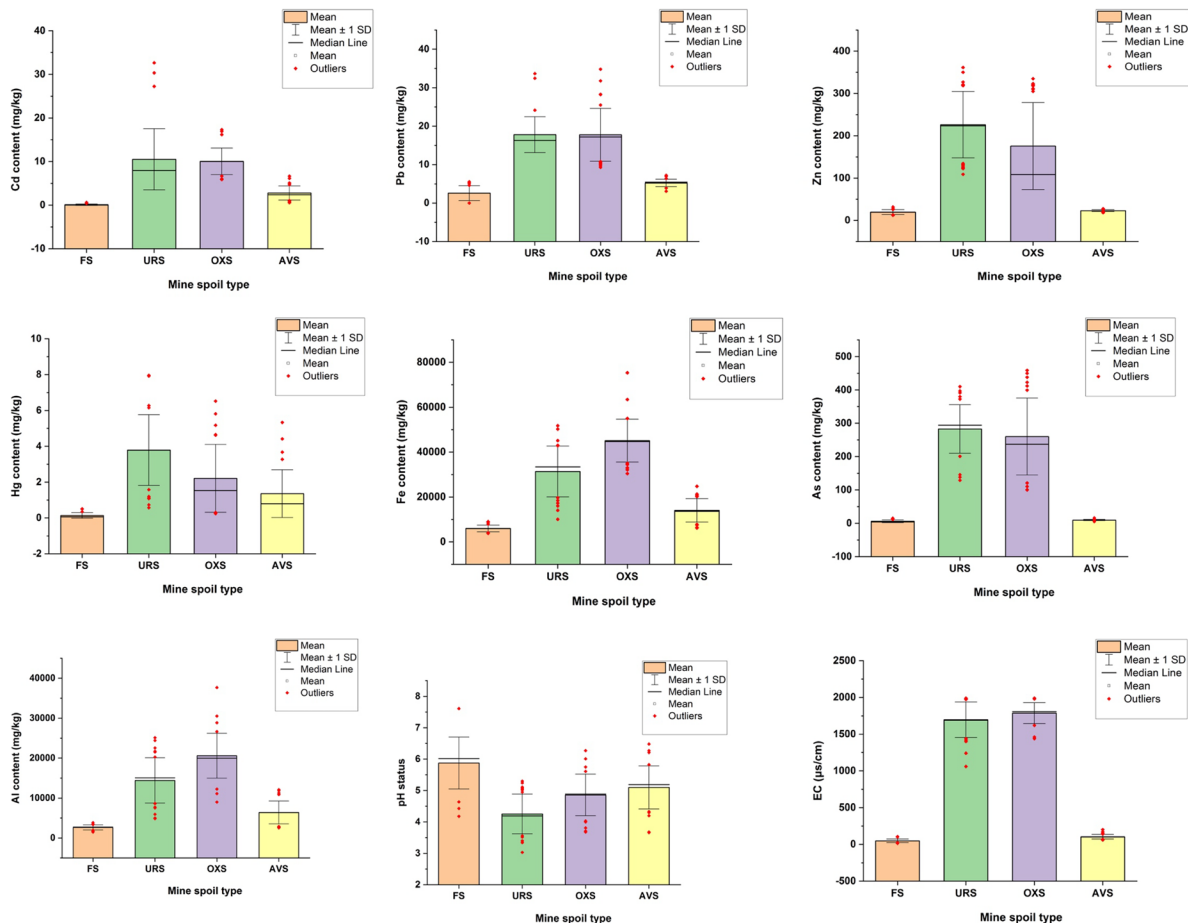 Mean
Mean ± 1 SD
Median Line
Mean
Outliers
40
30
20
10
0
-10
Cd content (mg/kg)
FS URS OXS AVS
Mine spoil type
Mean
Mean ± 1 SD
Median Line
Mean
Outliers
40
30
20
10
0
-10
Pb content (mg/kg)
FS URS OXS AVS
Mine spoil type
Mean
Mean ± 1 SD
Median Line
Mean
Outliers
400
300
200
100
0
Zn content (mg/kg)
FS URS OXS AVS
Mine spoil type
Mean
Mean ± 1 SD
Median Line
Mean
Outliers
10
8
6
4
2
0
-2
Hg content (mg/kg)
FS URS OXS AVS
Mine spoil type
Mean
Mean ± 1 SD
Median Line
Mean
Outliers
80000
60000
40000
20000
0
Fe content (mg/kg)
FS URS OXS AVS
Mine spoil type
Mean
Mean ± 1 SD
Median Line
Mean
Outliers
500
400
300
200
100
0
-100
As content (mg/kg)
FS URS OXS AVS
Mine spoil type
Mean
Mean ± 1 SD
Median Line
Mean
Outliers
40000
30000
20000
10000
0
Al content (mg/kg)
FS URS OXS AVS
Mine spoil type
Mean
Mean ± 1 SD
Median Line
Mean
Outliers
8
7
6
5
4
3
2
pH status
FS URS OXS AVS
Mine spoil type
Mean
Mean ± 1 SD
Median Line
Mean
Outliers
2500
2000
1500
1000
500
0
-500
EC (µs/cm)
FS URS OXS AVS
Mine spoil type